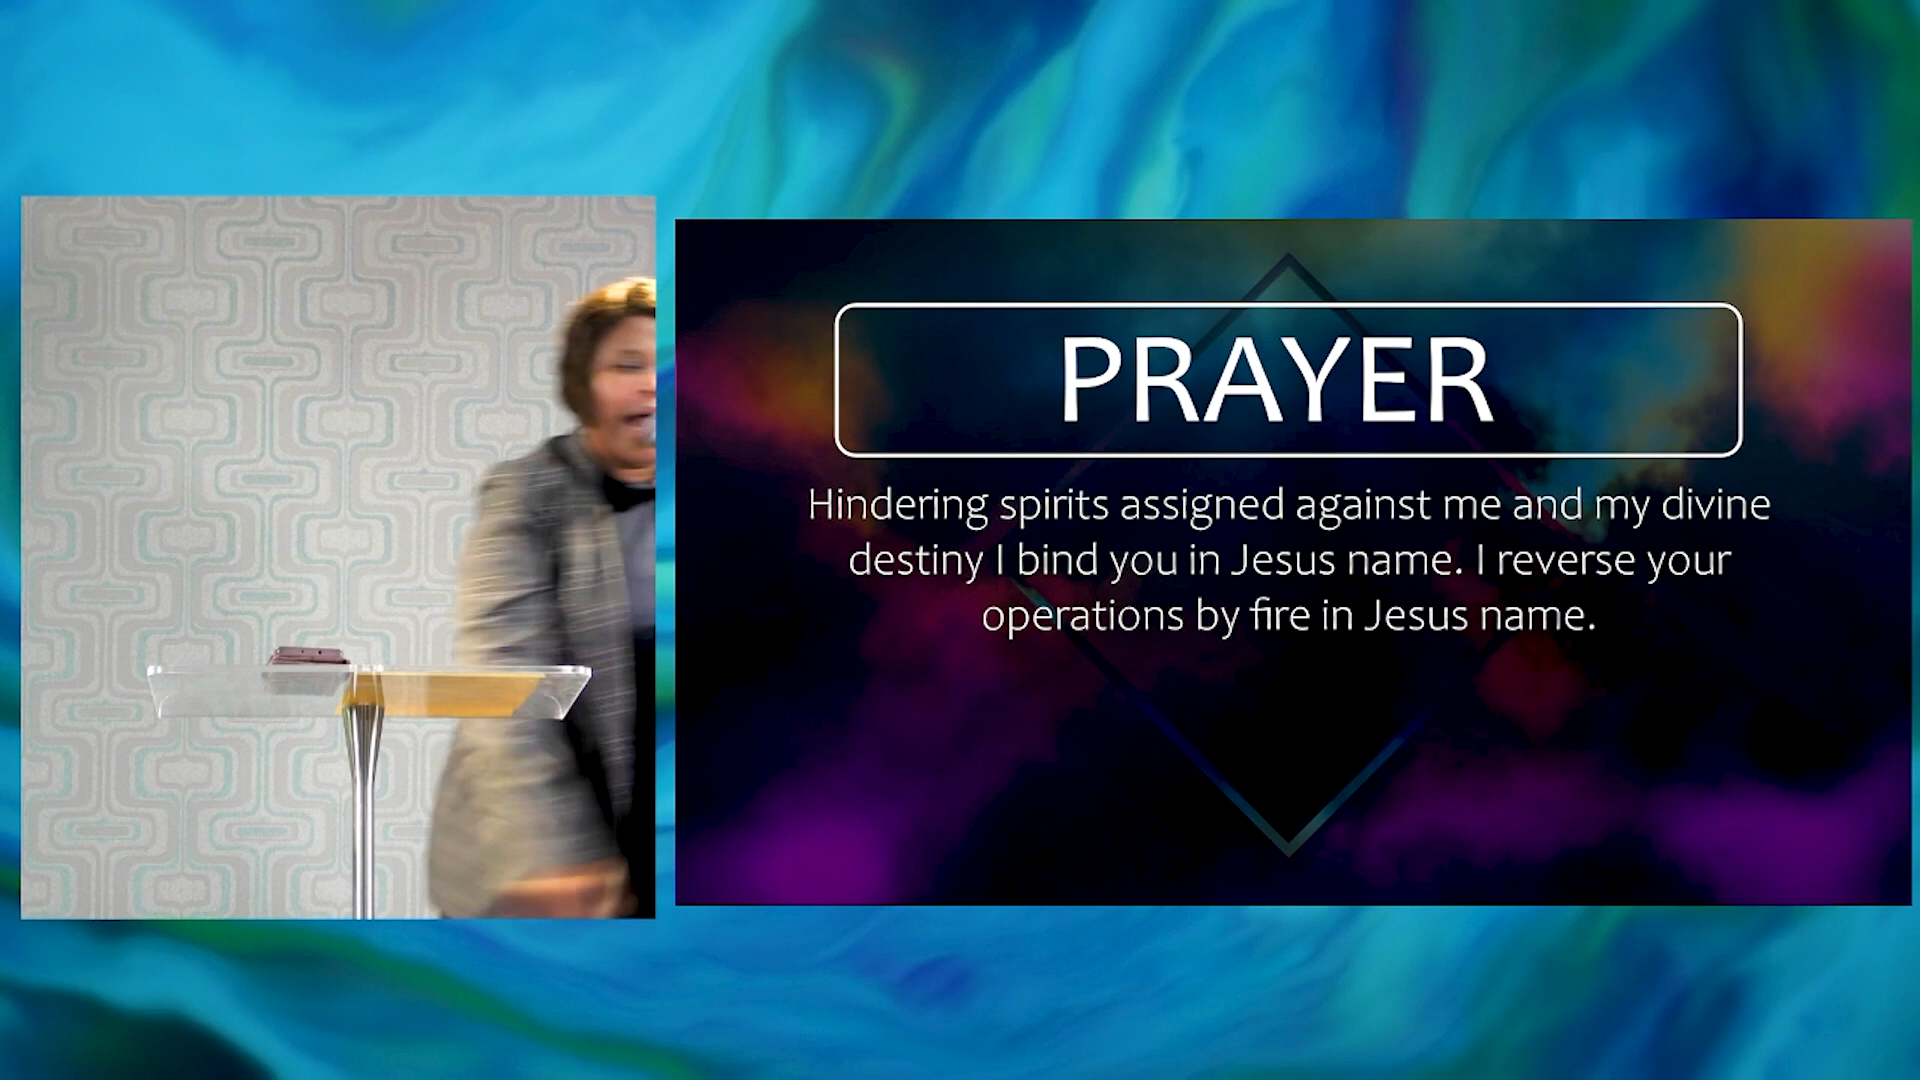 PRAYER
Hindering spirits assigned against me and my divine
destiny I bind you in Jesus name. I reverse your
operations by fire in Jesus name.